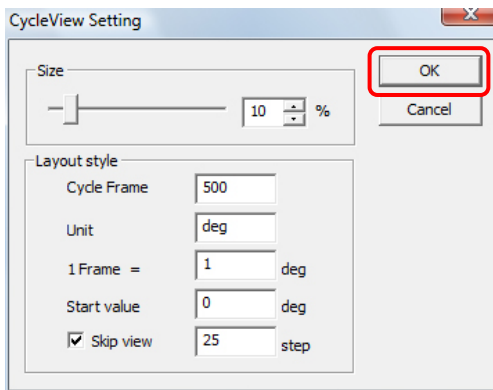 CycleView Setting
Size
10 %
OK
Cancel
Layout style
Cycle Frame 500
Unit deg
1 Frame = 1 deg
Start value 0 deg
Skip view 25 step